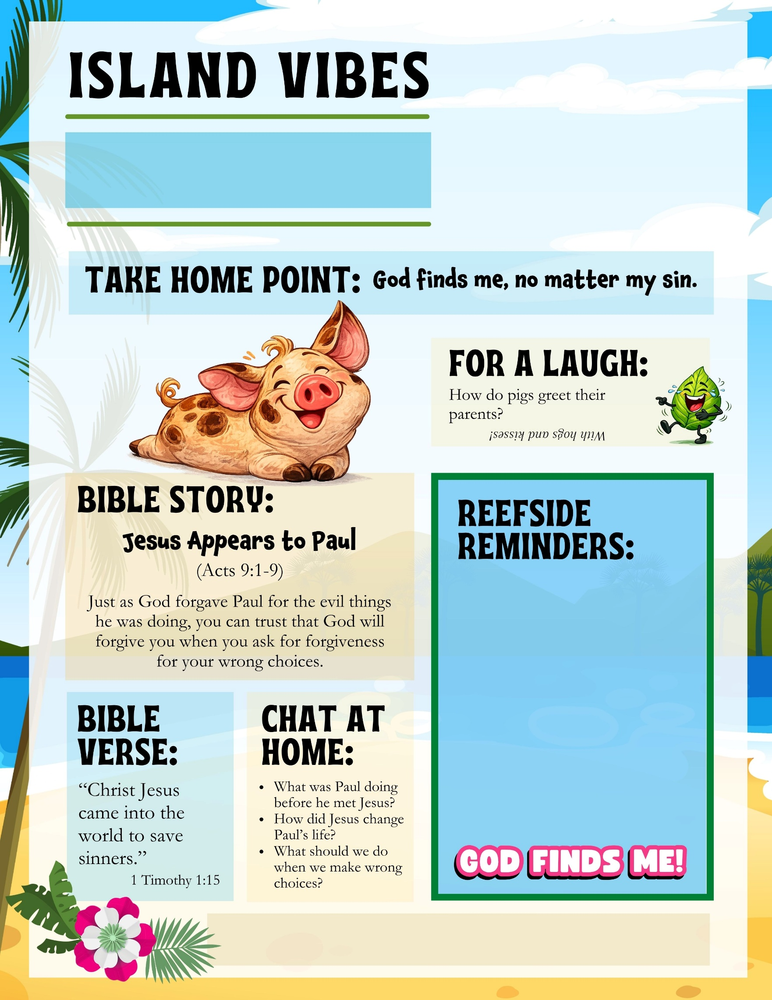 ISLAND VIBES
TAKE HOME POINT: God finds me, no matter my sin.
FOR A LAUGH:
How do pigs greet their
parents?
With hogs and kisses!
BIBLE STORY:
Jesus Appears to Paul
(Acts 9:1-9)
Just as God forgave Paul for the evil things
he was doing, you can trust that God will
forgive you when you ask for forgiveness
for your wrong choices.
BIBLE
VERSE:
“Christ Jesus
came into the
world to save
sinners.”
1 Timothy 1:15
CHAT AT
HOME:
• What was Paul doing
before he met Jesus?
• How did Jesus change
Paul’s life?
• What should we do
when we make wrong
choices?
REEFSIDE
REMINDERS:
GOD FINDS ME!